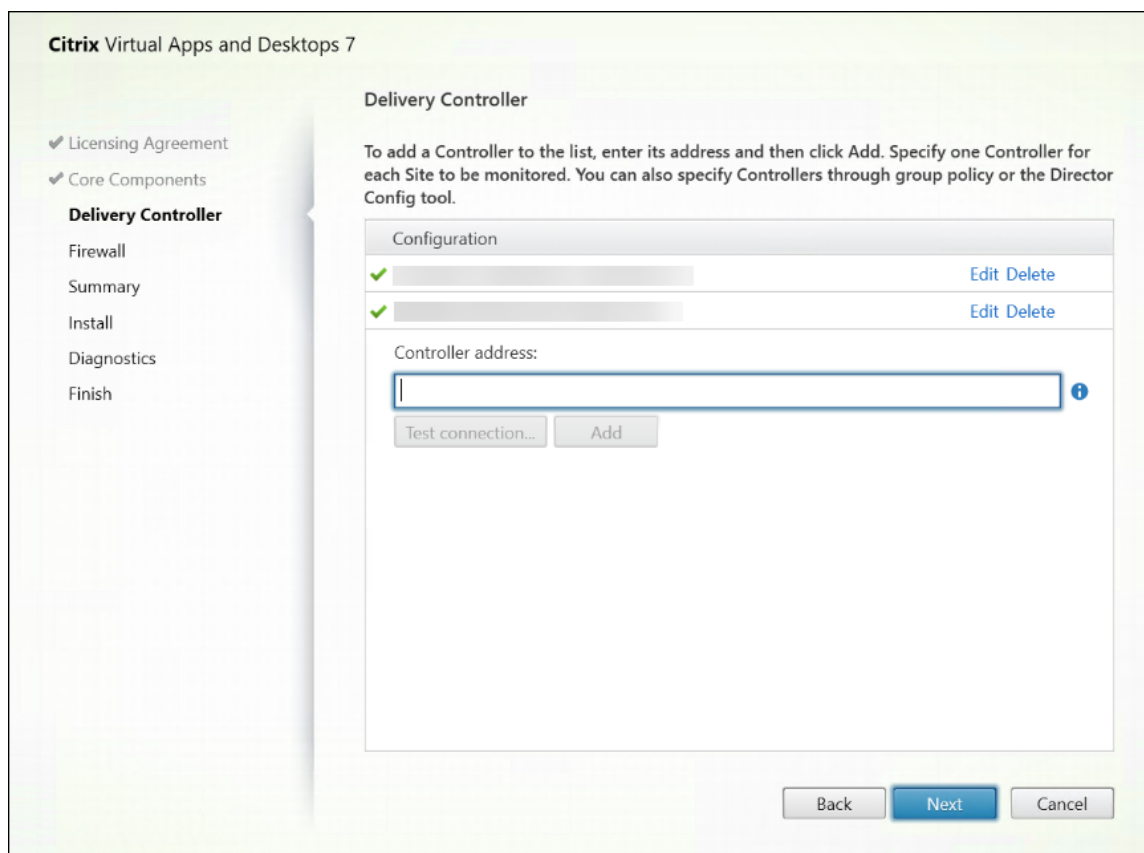 Citrix Virtual Apps and Desktops 7
Licensing Agreement
Core Components
Delivery Controller
Firewall
Summary
Install
Diagnostics
Finish
Delivery Controller
To add a Controller to the list, enter its address and then click Add. Specify one Controller for
each Site to be monitored. You can also specify Controllers through group policy or the Director
Config tool.
Configuration
Edit Delete
Edit Delete
Controller address:
Test connection... Add
Back Next Cancel